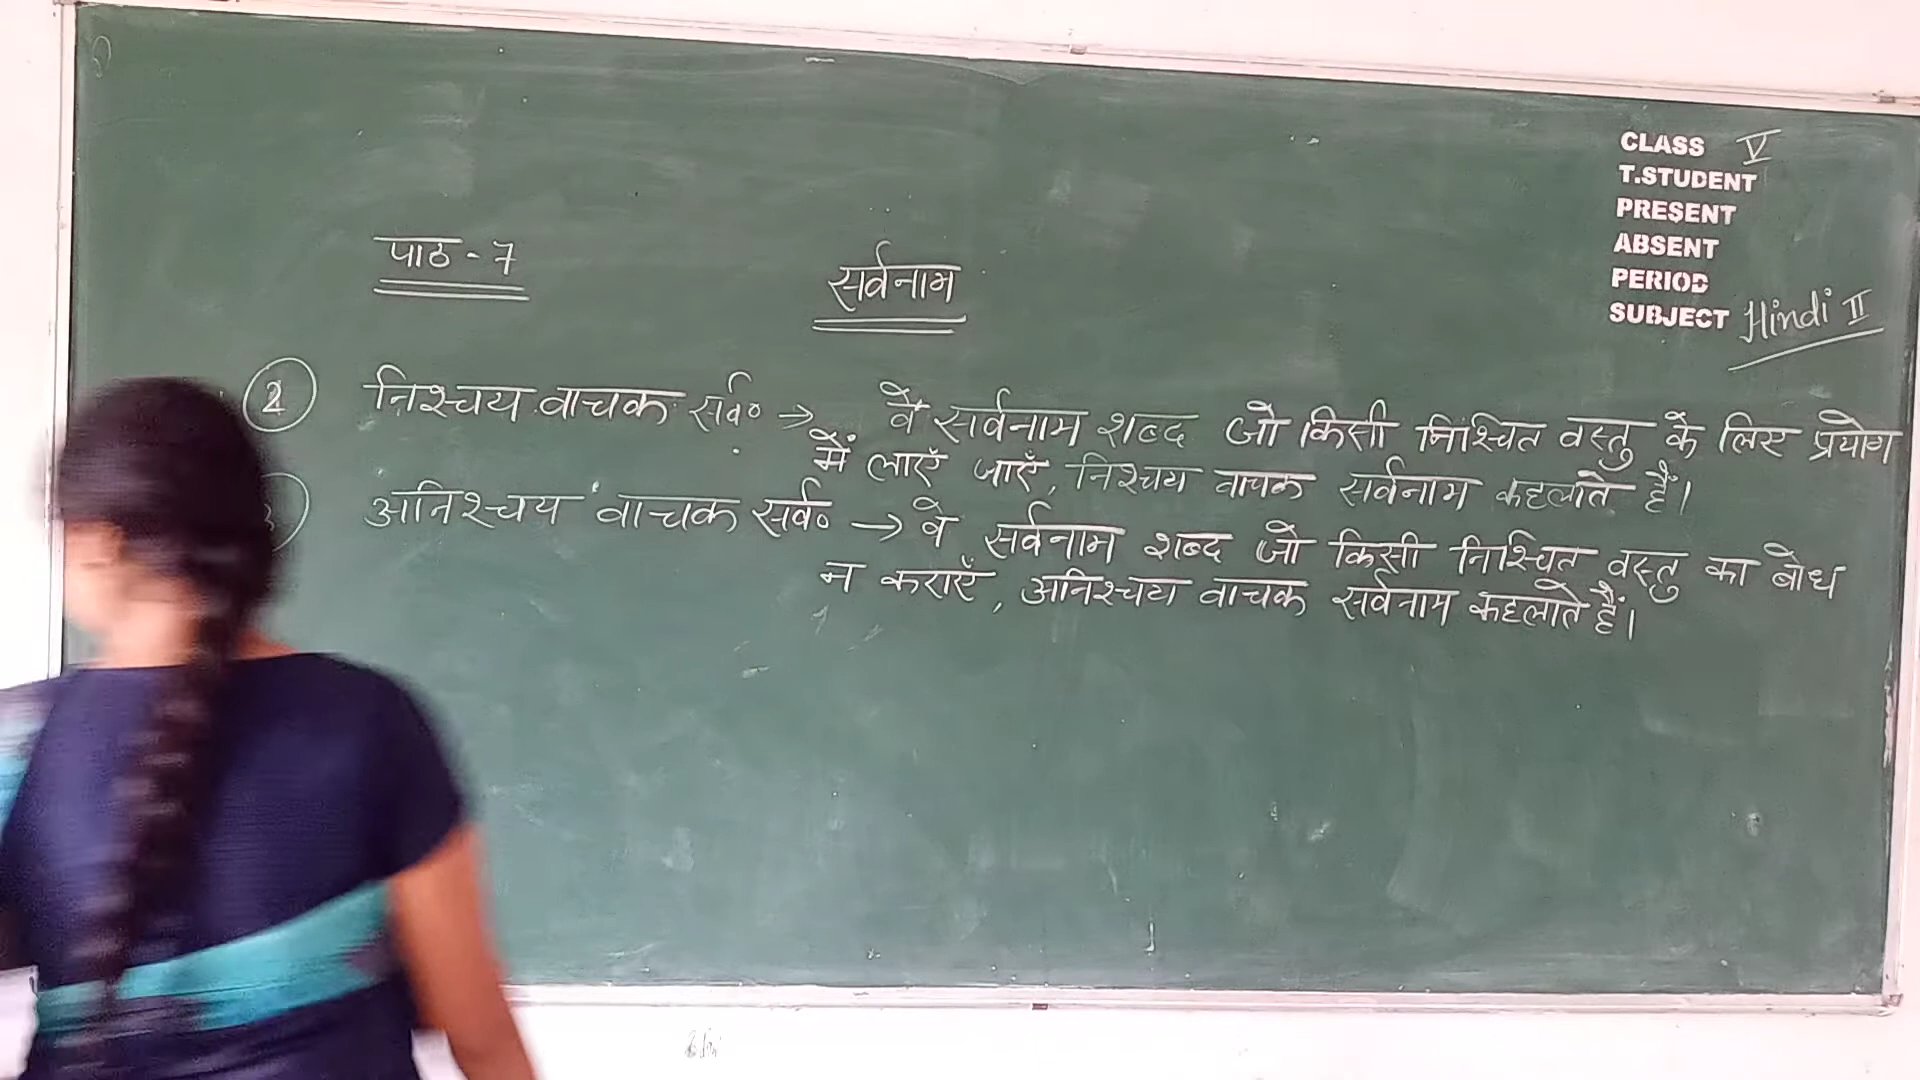 CLASS V
T.STUDENT
PRESENT
ABSENT
PERIOD
SUBJECT Hindi II
पाठ - 7
सर्वनाम
2 निश्चय वाचक सर्व० → वे सर्वनाम शब्द जो किसी निश्चित वस्तु के लिए प्रयोग
में लाएँ जाएँ, निश्चय वाचक सर्वनाम कहलाते हैं।
अनिश्चय वाचक सर्व० → वे सर्वनाम शब्द जो किसी निश्चित वस्तु का बोध
न कराएँ, अनिश्चय वाचक सर्वनाम कहलाते हैं।